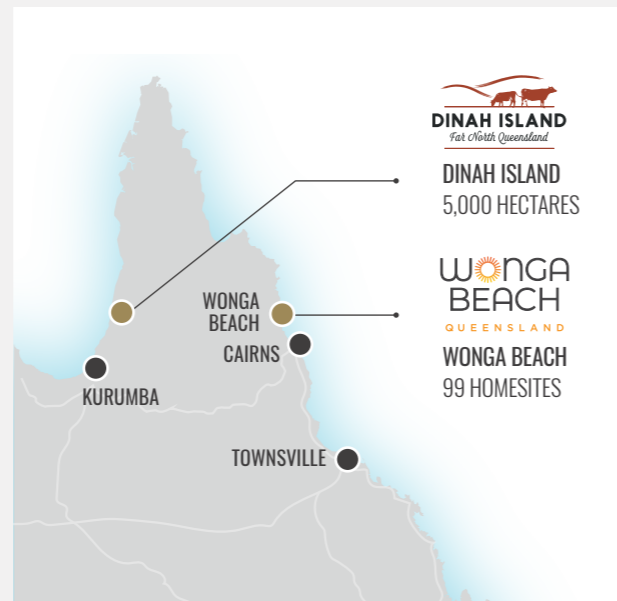 DINAH ISLAND
Far North Queensland
DINAH ISLAND
5,000 HECTARES
WONGA
BEACH
QUEENSLAND
WONGA BEACH
99 HOMESITES
WONGA
BEACH
CAIRNS
KURUMBA
TOWNSVILLE